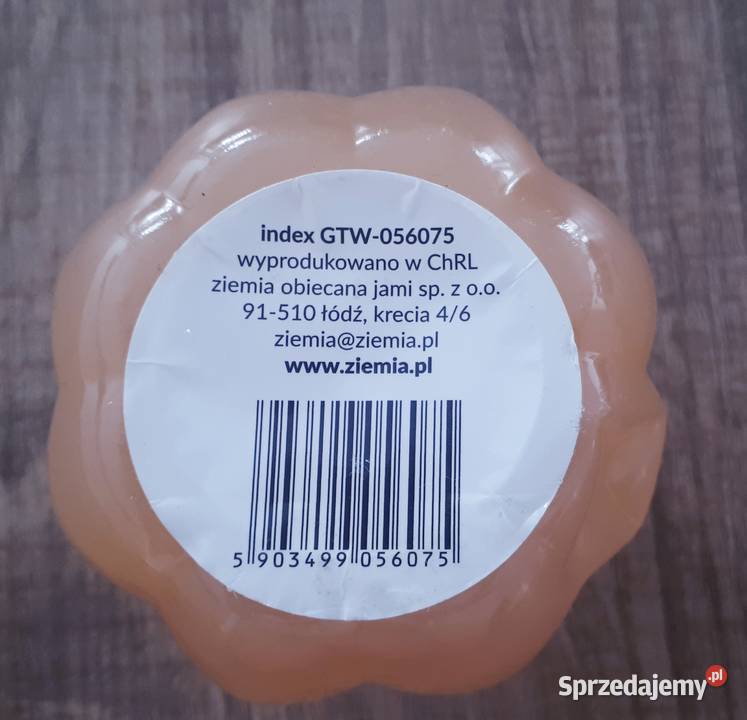 index GTW-056075
wyprodukowano w ChRL
ziemia obiecana jami sp. z o.o.
91-510 łódź, krecia 4/6
ziemia@ziemia.pl
www.ziemia.pl
5 903499 056075
Sprzedajemy.pl